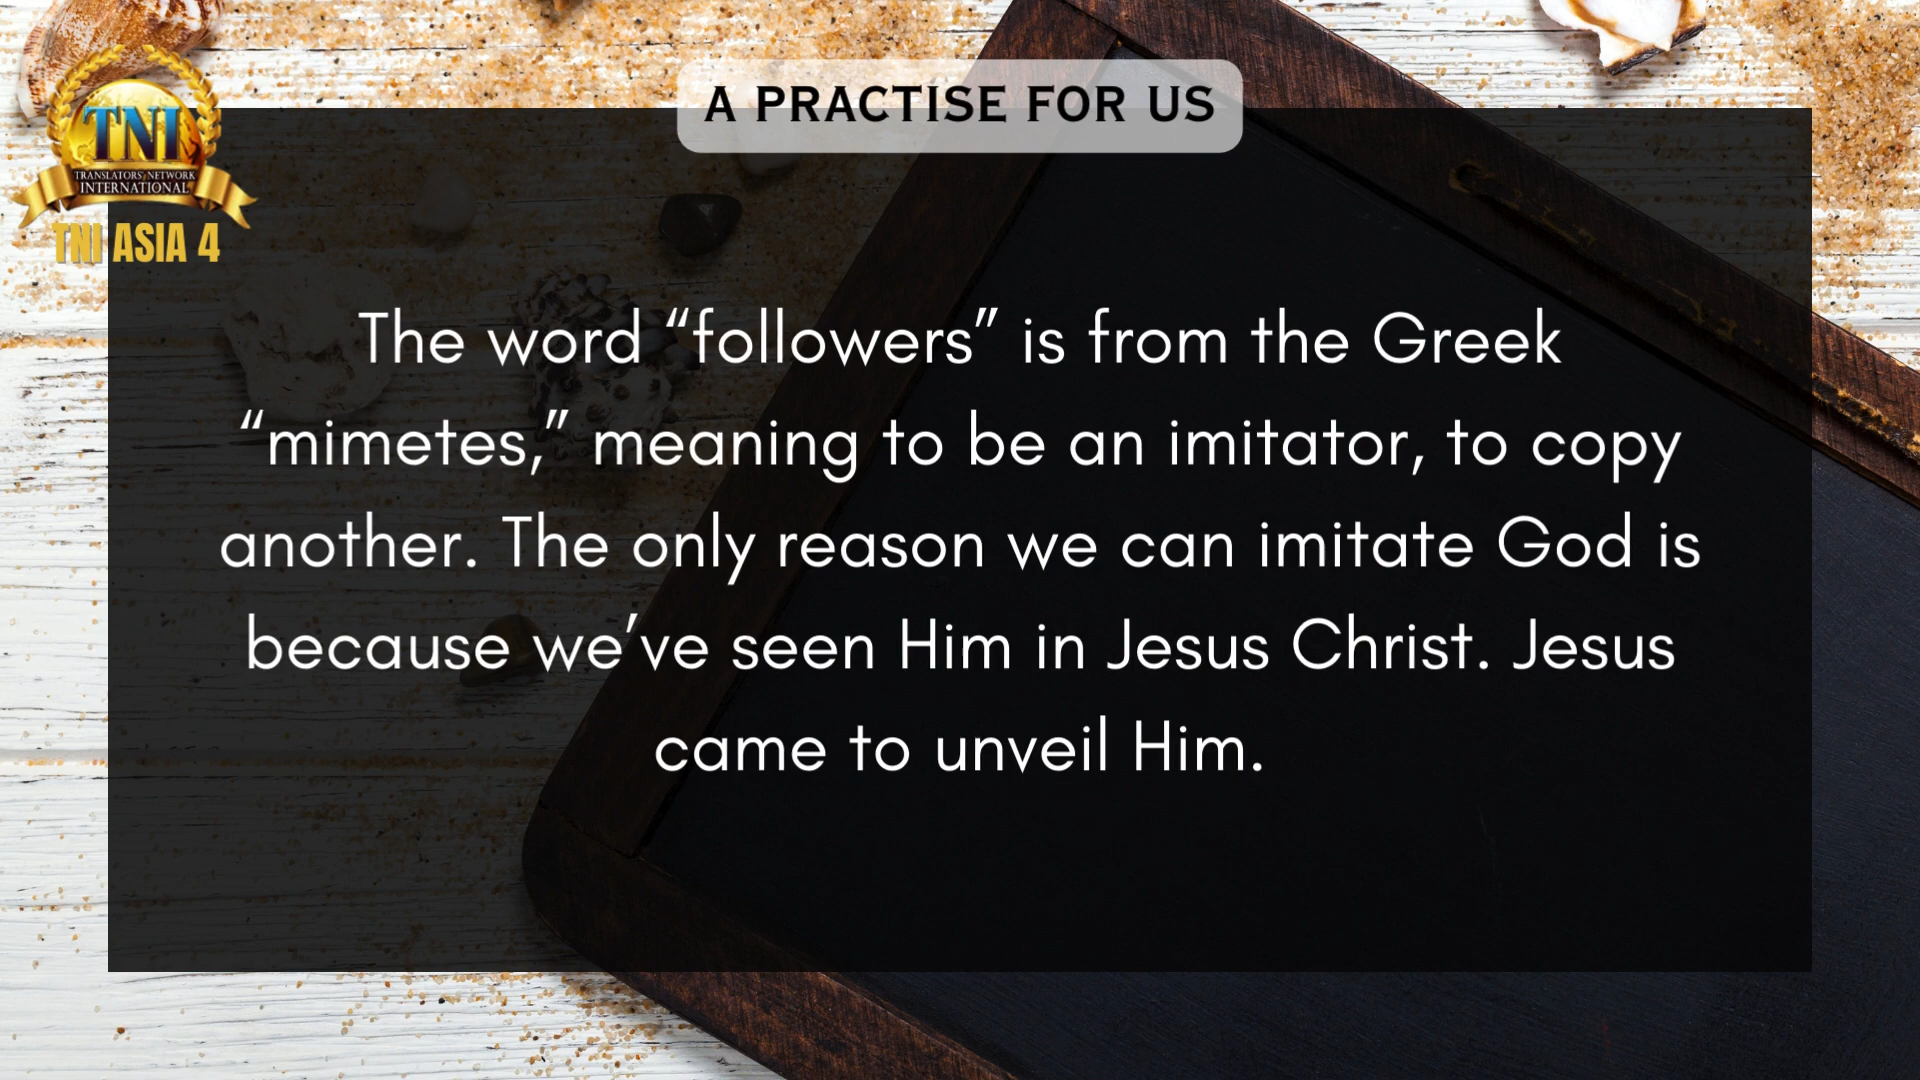 A PRACTISE FOR US
TNI
TRANSLATORS' NETWORK
INTERNATIONAL
TNI ASIA 4
The word “followers” is from the Greek
“mimetes,” meaning to be an imitator, to copy
another. The only reason we can imitate God is
because we’ve seen Him in Jesus Christ. Jesus
came to unveil Him.